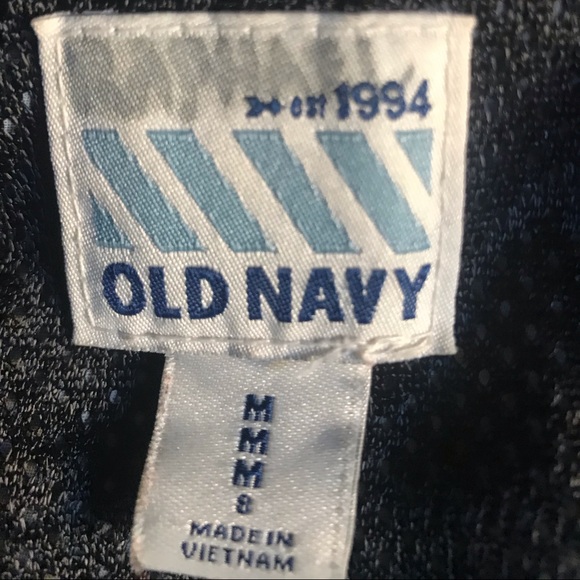 est 1994
OLD NAVY
M
M
M
8
MADE IN
VIETNAM